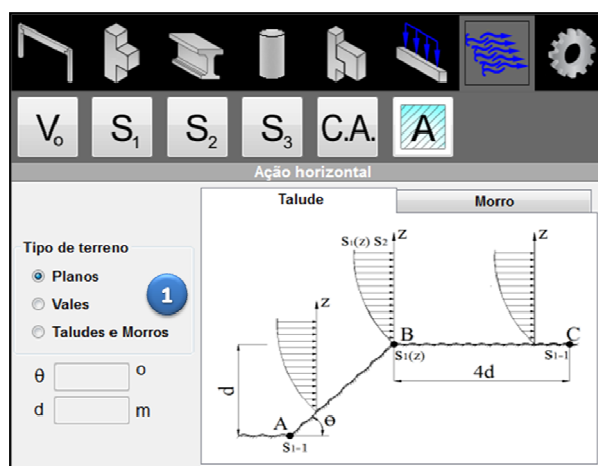 V₀ S₁ S₂ S₃ C.A. A
Ação horizontal
Talude Morro
Tipo de terreno
Planos
Vales
Taludes e Morros
1
θ º
d m
S₁(z) S₂ z z
z
B C
S₁(z) S₁-1
4d
d
A θ
S₁-1